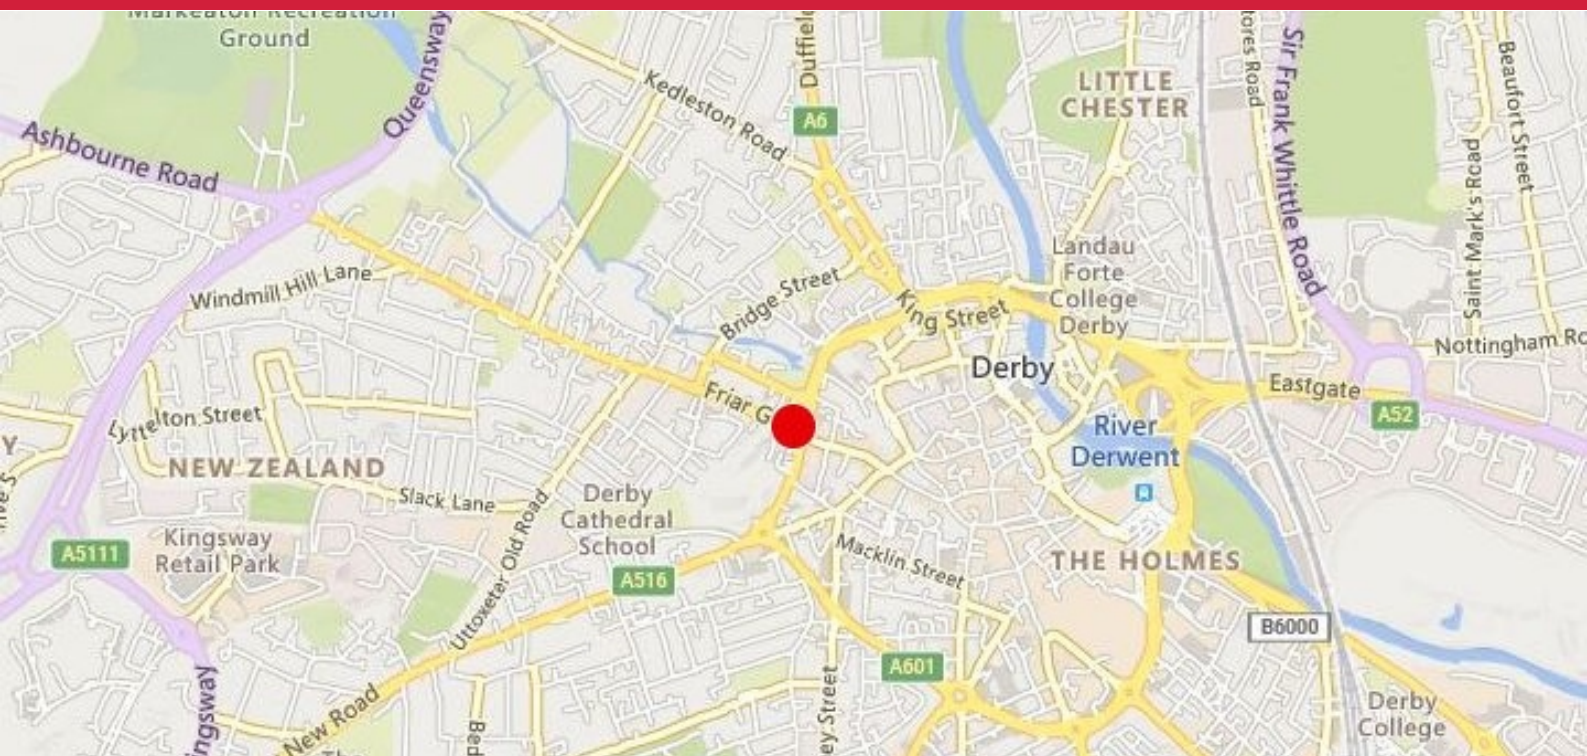 Markeaton Recreation
Ground
Queensway
Duffield
Kedleston Road
A6
LITTLE
CHESTER
Sir Frank Whittle Road
Beaufort Street
Saint Mark's Road
Ashbourne Road
Windmill Hill Lane
Bridge Street
King Street
Landau
Forte
College
Derby
Nottingham
Derby
Friar
Eastgate
A52
River
Derwent
Lyttelton Street
NEW ZEALAND
Slack Lane
Derby
Cathedral
School
Uttoxeter Old Road
Kingsway
Retail Park
A5111
A516
Macklin Street
THE HOLMES
B6000
A601
New Road
Derby
College